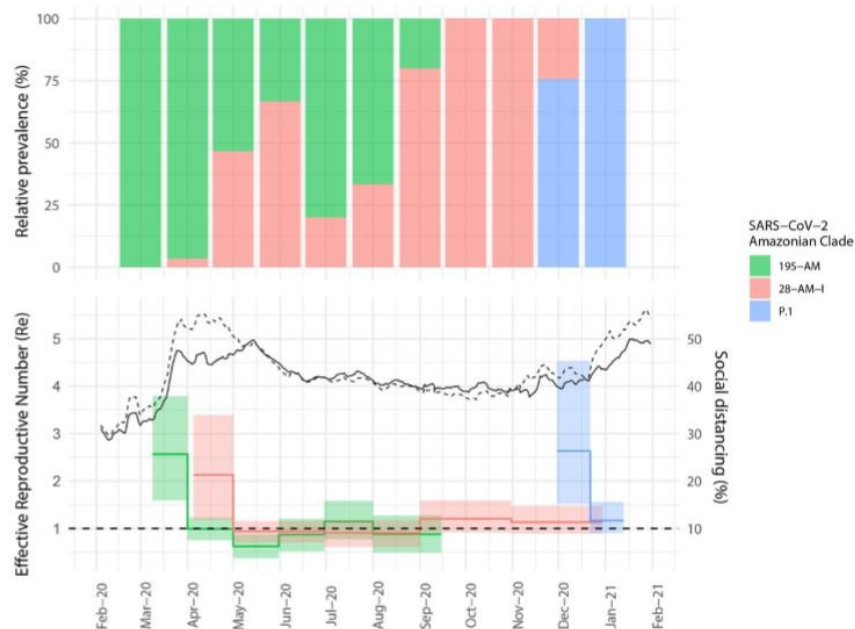 Relative prevalence (%)
100
75
50
25
0
SARS−CoV−2
Amazonian Clade
195−AM
28−AM−I
P.1
Effective Reproductive Number (Re)
5
4
3
2
1
50
40
30
20
10
Social distancing (%)
Feb−20
Mar−20
Apr−20
May−20
Jun−20
Jul−20
Aug−20
Sep−20
Oct−20
Nov−20
Dec−20
Jan−21
Feb−21